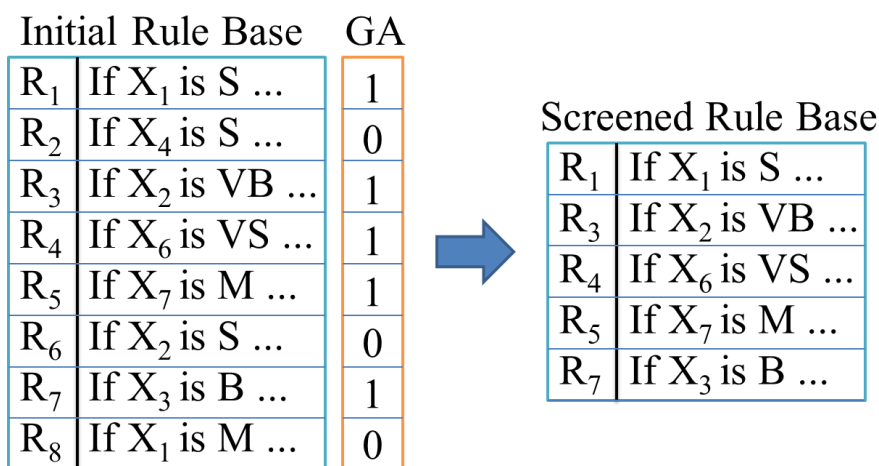 Initial Rule Base GA
R₁ If X₁ is S ... 1
R₂ If X₄ is S ... 0
R₃ If X₂ is VB ... 1
R₄ If X₆ is VS ... 1
R₅ If X₇ is M ... 1
R₆ If X₂ is S ... 0
R₇ If X₃ is B ... 1
R₈ If X₁ is M ... 0
Screened Rule Base
R₁ If X₁ is S ...
R₃ If X₂ is VB ...
R₄ If X₆ is VS ...
R₅ If X₇ is M ...
R₇ If X₃ is B ...